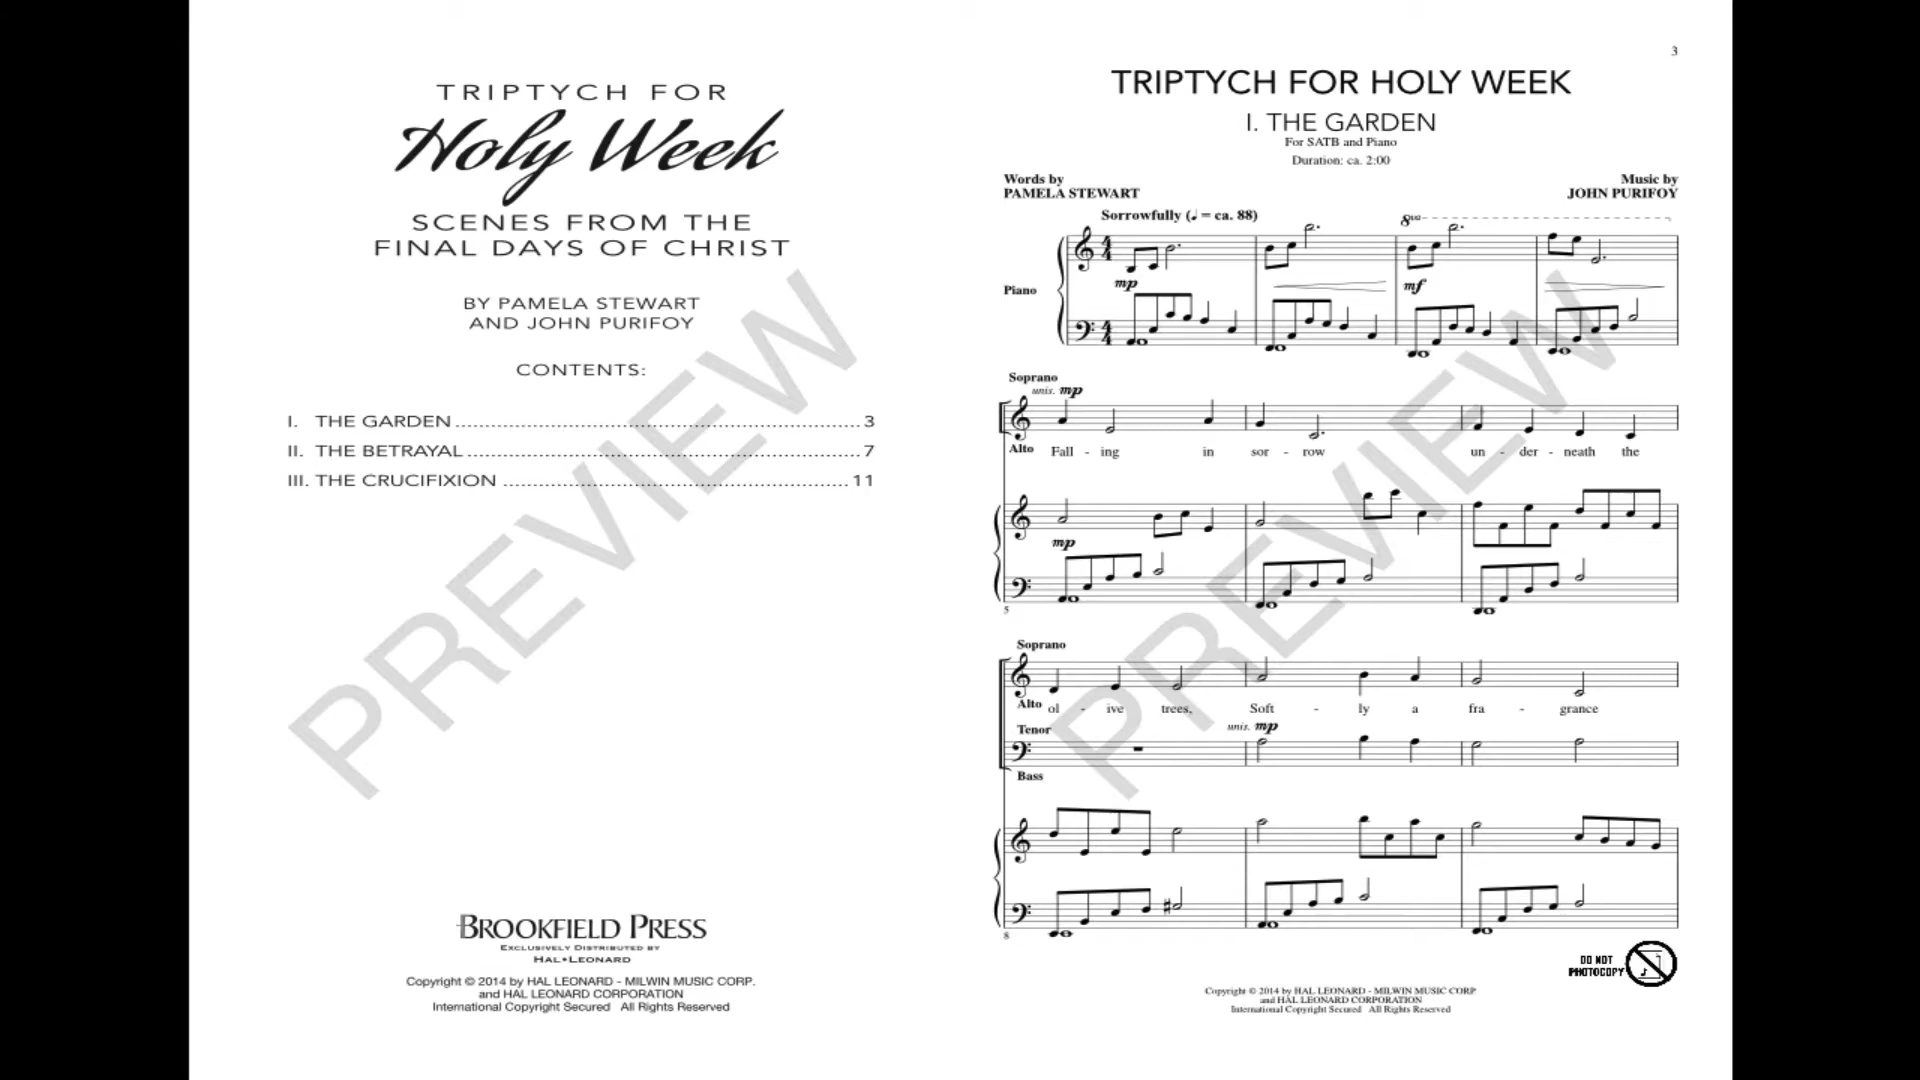 TRIPTYCH FOR
Holy Week
SCENES FROM THE
FINAL DAYS OF CHRIST
BY PAMELA STEWART
AND JOHN PURIFOY
CONTENTS:
I. THE GARDEN ........ 3
II. THE BETRAYAL ........ 7
III. THE CRUCIFIXION ........ 11
PREVIEW
BROOKFIELD PRESS
EXCLUSIVELY DISTRIBUTED BY
HAL•LEONARD
Copyright © 2014 by HAL LEONARD - MILWIN MUSIC CORP.
and HAL LEONARD CORPORATION
International Copyright Secured All Rights Reserved
3
TRIPTYCH FOR HOLY WEEK
I. THE GARDEN
For SATB and Piano
Duration: ca. 2:00
Words by
PAMELA STEWART
Music by
JOHN PURIFOY
Sorrowfully (♩ = ca. 88)
8va
Piano
mp
mf
Soprano
unis. mp
Alto
Fall - ing in sor - row un - der - neath the
mp
5
Soprano
Alto
ol - ive trees, Soft - ly a fra - grance
Tenor
unis. mp
Bass
8
PREVIEW
DO NOT
PHOTOCOPY
Copyright © 2014 by HAL LEONARD - MILWIN MUSIC CORP.
and HAL LEONARD CORPORATION
International Copyright Secured All Rights Reserved